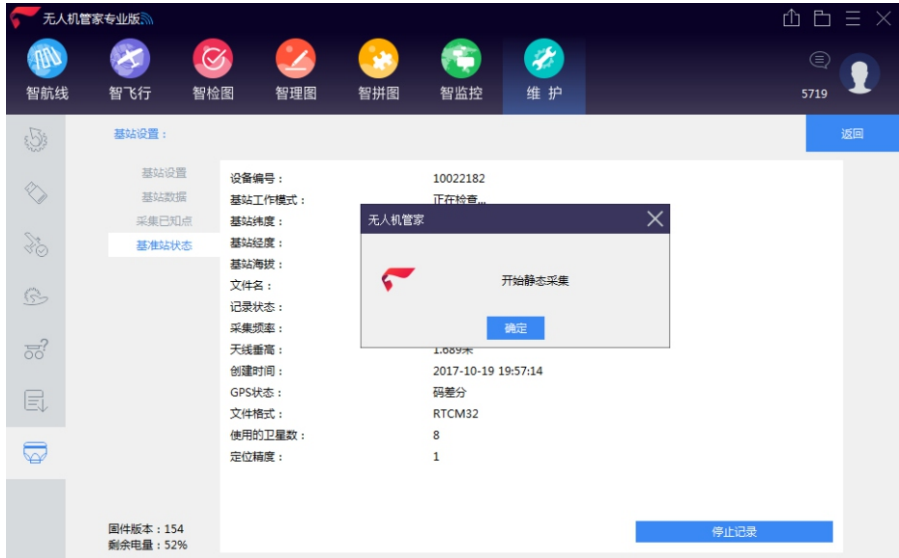 无人机管家专业版
智航线 智飞行 智检图 智理图 智拼图 智监控 维 护 5719
基站设置： 返回
基站设置
基站数据
采集已知点
基准站状态
设备编号： 10022182
基站工作模式： 正在检查...
基站纬度：
基站经度：
基站海拔：
文件名：
记录状态：
采集频率：
天线垂高： 1.689米
创建时间： 2017-10-19 19:57:14
GPS状态： 码差分
文件格式： RTCM32
使用的卫星数： 8
定位精度： 1
无人机管家
开始静态采集
确定
停止记录
固件版本：154
剩余电量：52%